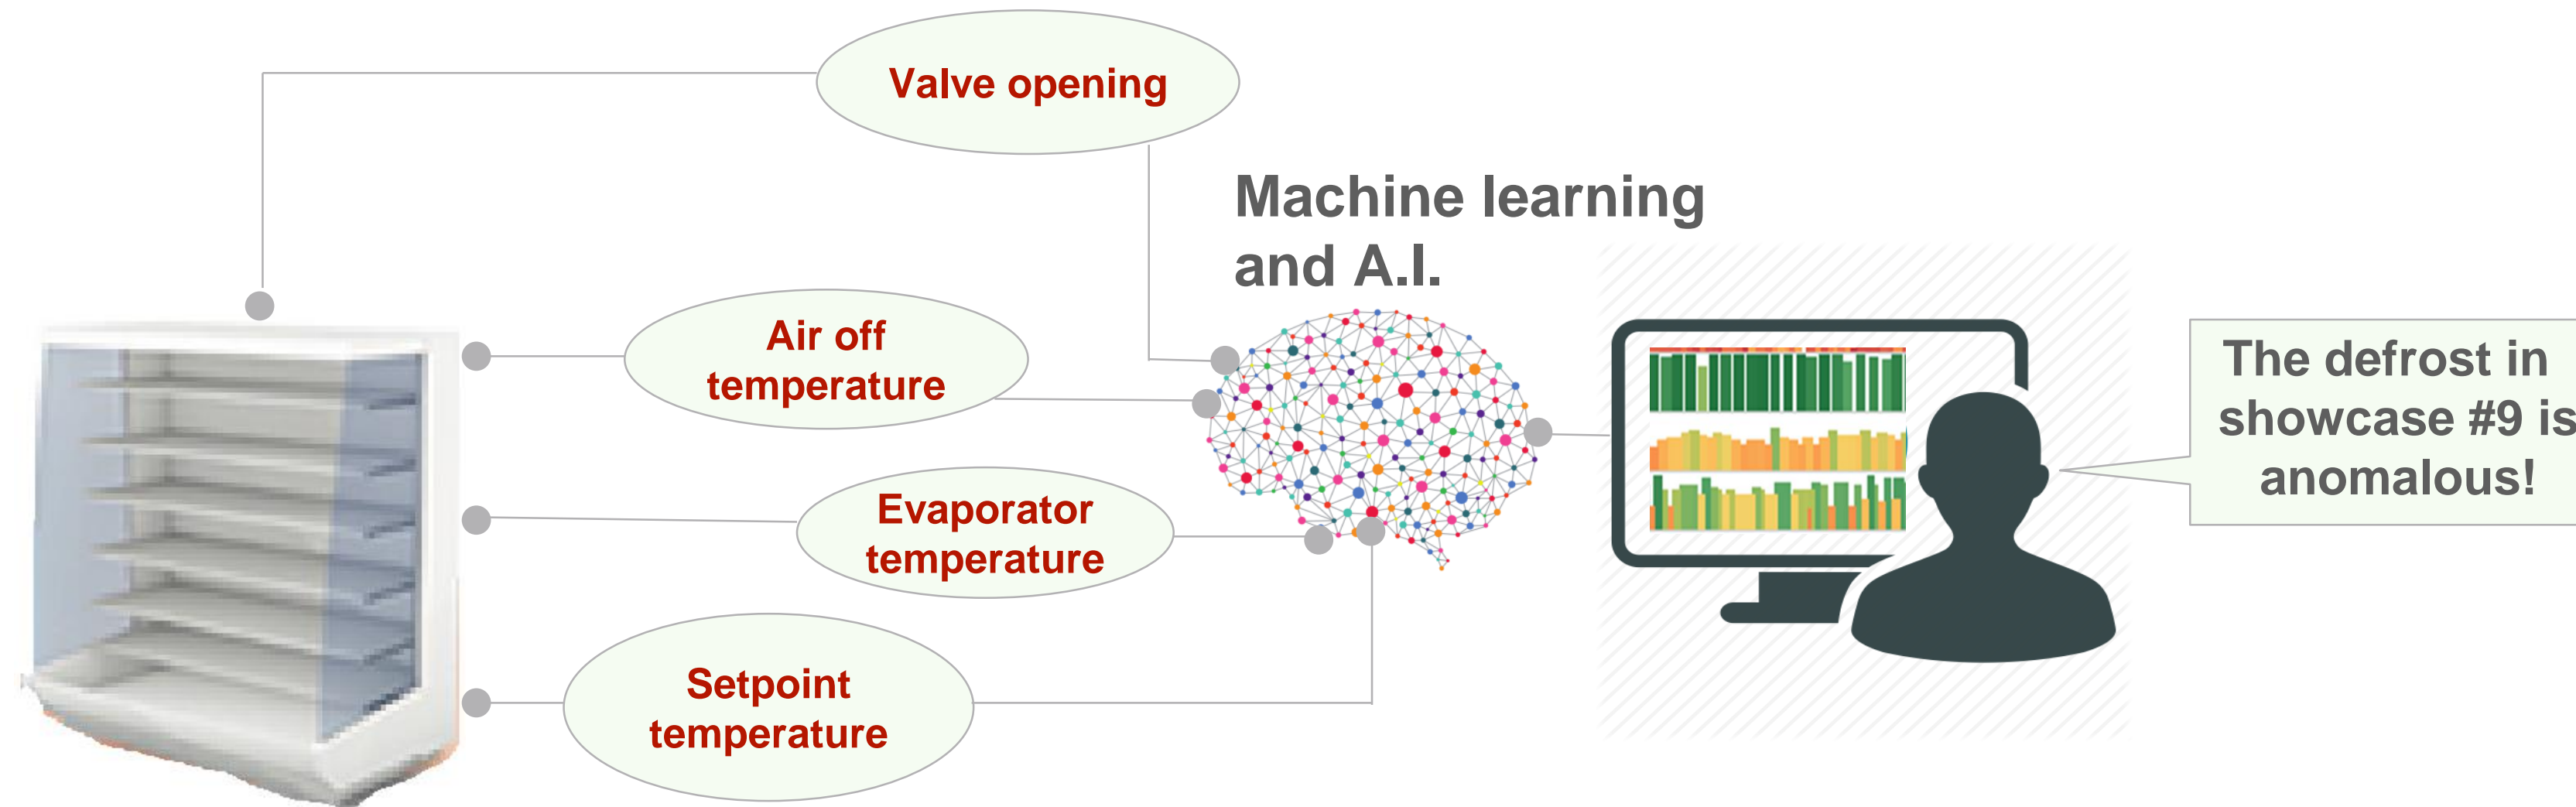 Valve opening
Machine learning
and A.I.
Air off
temperature
Evaporator
temperature
Setpoint
temperature
The defrost in
showcase #9 is
anomalous!